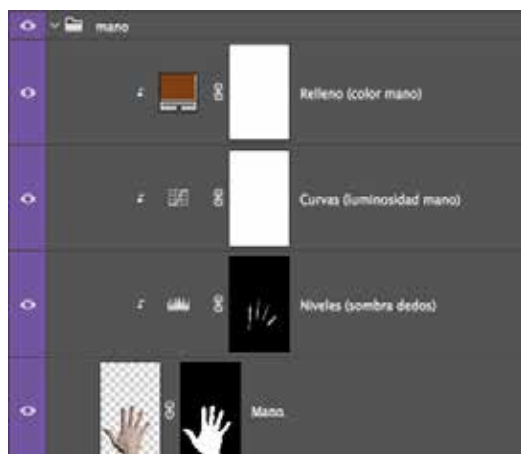 mano
Relleno (color mano)
Curvas (luminosidad mano)
Niveles (sombra dedos)
Mano